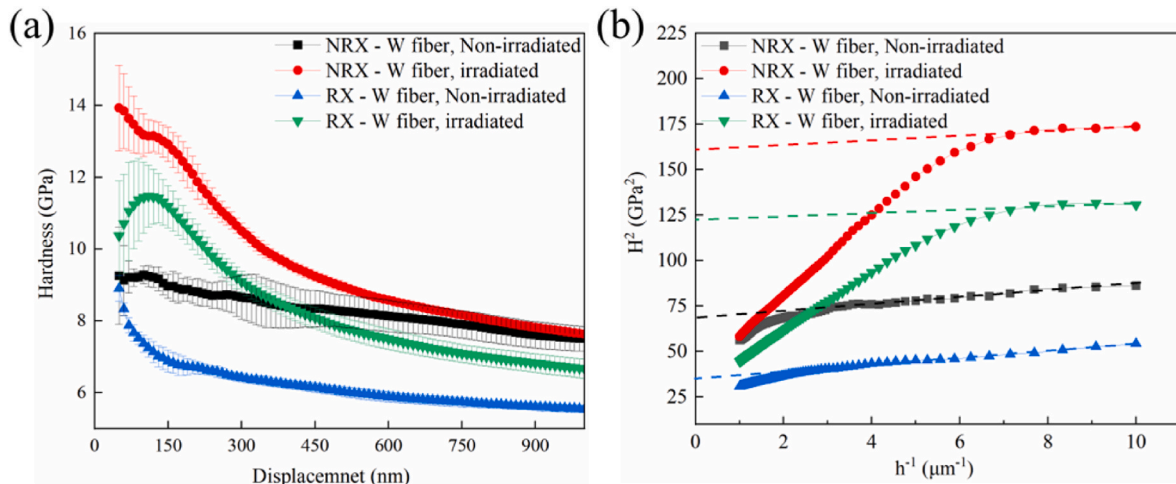 (a)
16
14
12
10
8
6
Hardness (GPa)
NRX - W fiber, Non-irradiated
NRX - W fiber, irradiated
RX - W fiber, Non-irradiated
RX - W fiber, irradiated
0 150 300 450 600 750 900
Displacemnet (nm)
(b)
225
200
175
150
125
100
75
50
25
H² (GPa²)
NRX - W fiber, Non-irradiated
NRX - W fiber, irradiated
RX - W fiber, Non-irradiated
RX - W fiber, irradiated
0 2 4 6 8 10
h⁻¹ (μm⁻¹)